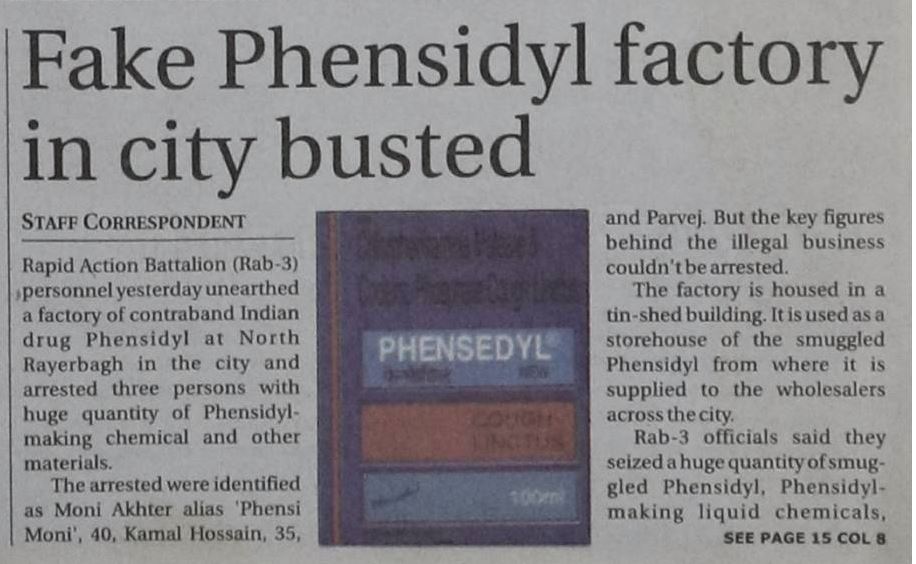 Fake Phensidyl factory
in city busted
STAFF CORRESPONDENT
Rapid Action Battalion (Rab-3)
personnel yesterday unearthed
a factory of contraband Indian
drug Phensidyl at North
Rayerbagh in the city and
arrested three persons with
huge quantity of Phensidyl-
making chemical and other
materials.
The arrested were identified
as Moni Akhter alias 'Phensi
Moni', 40, Kamal Hossain, 35,
PHENSEDYL
NEW
COUGH
LINCTUS
100ml
and Parvej. But the key figures
behind the illegal business
couldn't be arrested.
The factory is housed in a
tin-shed building. It is used as a
storehouse of the smuggled
Phensidyl from where it is
supplied to the wholesalers
across the city.
Rab-3 officials said they
seized a huge quantity of smug-
gled Phensidyl, Phensidyl-
making liquid chemicals,
SEE PAGE 15 COL 8